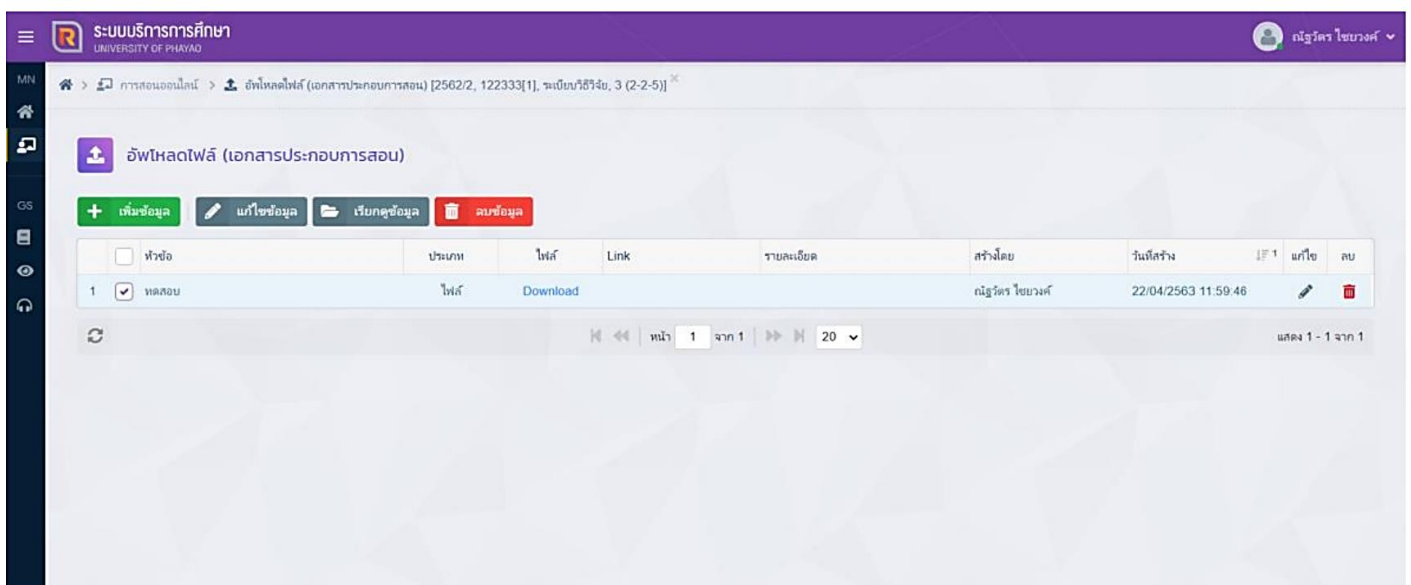 ระบบบริการการศึกษา
UNIVERSITY OF PHAYAO
ณัฐวัตร ไชยวงค์
MN
> การสอนออนไลน์ > อัพโหลดไฟล์ (เอกสารประกอบการสอน) [2562/2, 122333[1], ระเบียบวิธีวิจัย, 3 (2-2-5)] ×
อัพโหลดไฟล์ (เอกสารประกอบการสอน)
GS
เพิ่มข้อมูล แก้ไขข้อมูล เรียกดูข้อมูล ลบข้อมูล
หัวข้อ ประเภท ไฟล์ Link รายละเอียด สร้างโดย วันที่สร้าง 1 แก้ไข ลบ
1 ทดสอบ ไฟล์ Download ณัฐวัตร ไชยวงค์ 22/04/2563 11:59:46
หน้า 1 จาก 1 20 แสดง 1 - 1 จาก 1